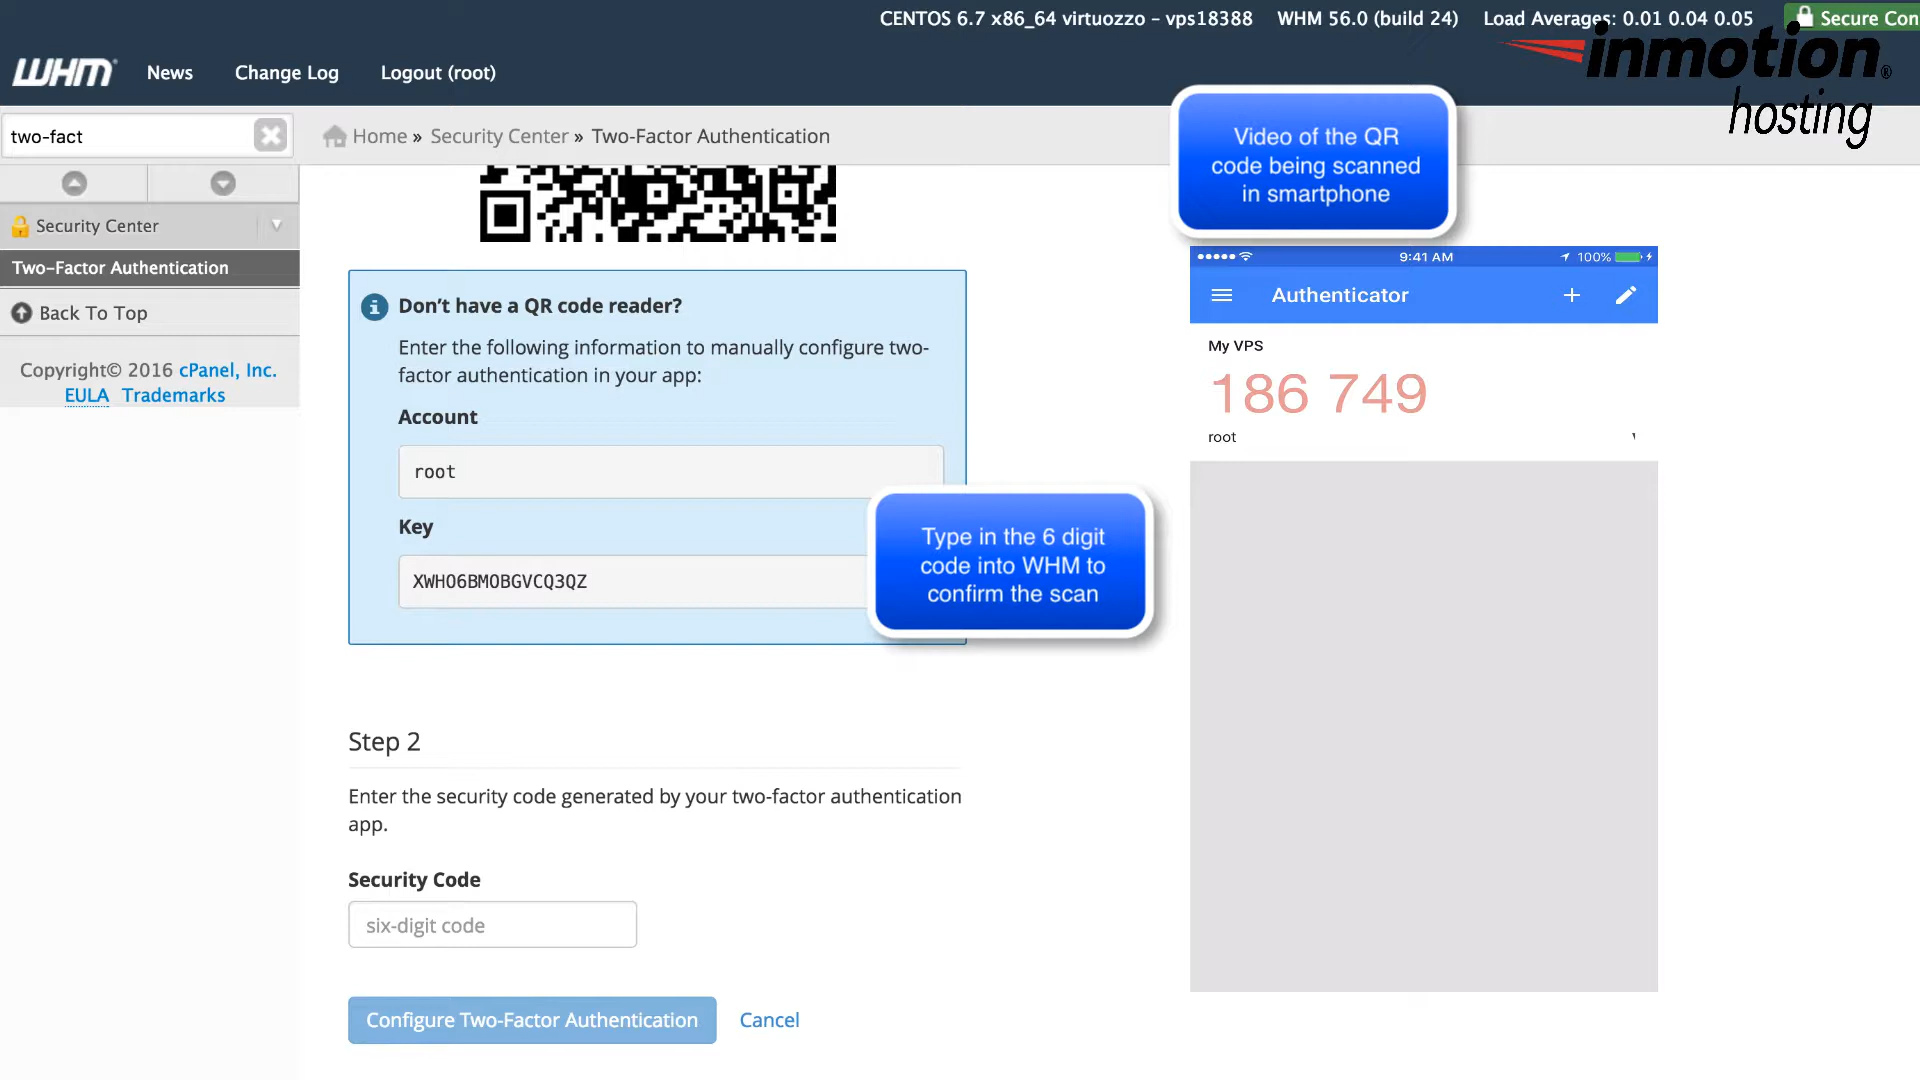 CENTOS 6.7 x86_64 virtuozzo – vps18388 WHM 56.0 (build 24) Load Averages: 0.01 0.04 0.05 Secure Con
WHM News Change Log Logout (root)
inmotion®
hosting
two-fact
Home » Security Center » Two-Factor Authentication
Video of the QR
code being scanned
in smartphone
Security Center
Two-Factor Authentication
Back To Top
Copyright© 2016 cPanel, Inc.
EULA Trademarks
Don’t have a QR code reader?
Enter the following information to manually configure two-
factor authentication in your app:
Account
root
Key
XWHO6BMOBGVCQ3QZ
Type in the 6 digit
code into WHM to
confirm the scan
9:41 AM 100%
Authenticator
My VPS
186 749
root
Step 2
Enter the security code generated by your two-factor authentication
app.
Security Code
six-digit code
Configure Two-Factor Authentication Cancel